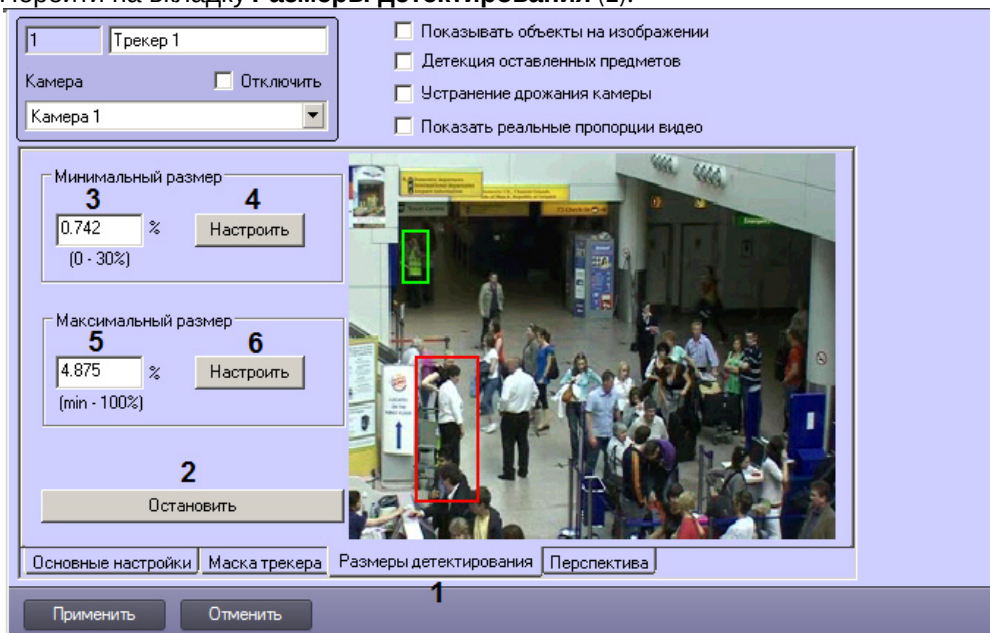 Перейти на вкладку Размеры детектирования (1).
1
Трекер 1
Камера
Отключить
Камера 1
Показывать объекты на изображении
Детекция оставленных предметов
Устранение дрожания камеры
Показать реальные пропорции видео
Минимальный размер
3
4
0.742
%
Настроить
(0 - 30%)
Максимальный размер
5
6
4.875
%
Настроить
(min - 100%)
2
Остановить
Основные настройки
Маска трекера
Размеры детектирования
Перспектива
1
Применить
Отменить